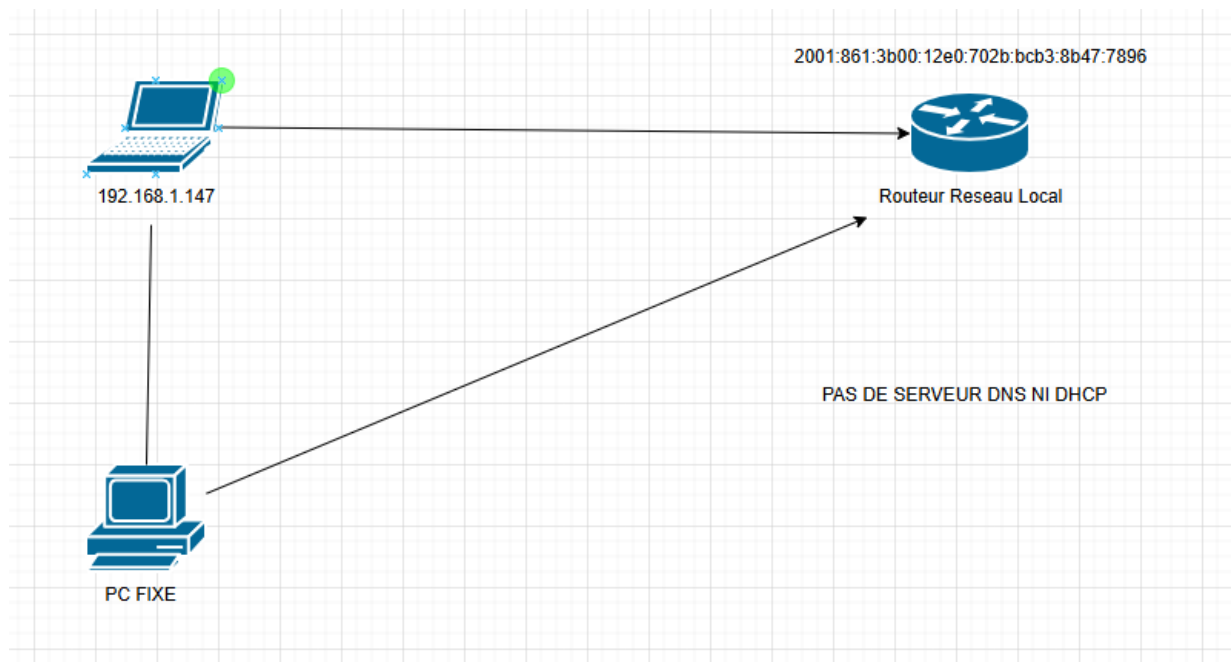 2001:861:3b00:12e0:702b:bcb3:8b47:7896
192.168.1.147
Routeur Reseau Local
PAS DE SERVEUR DNS NI DHCP
PC FIXE